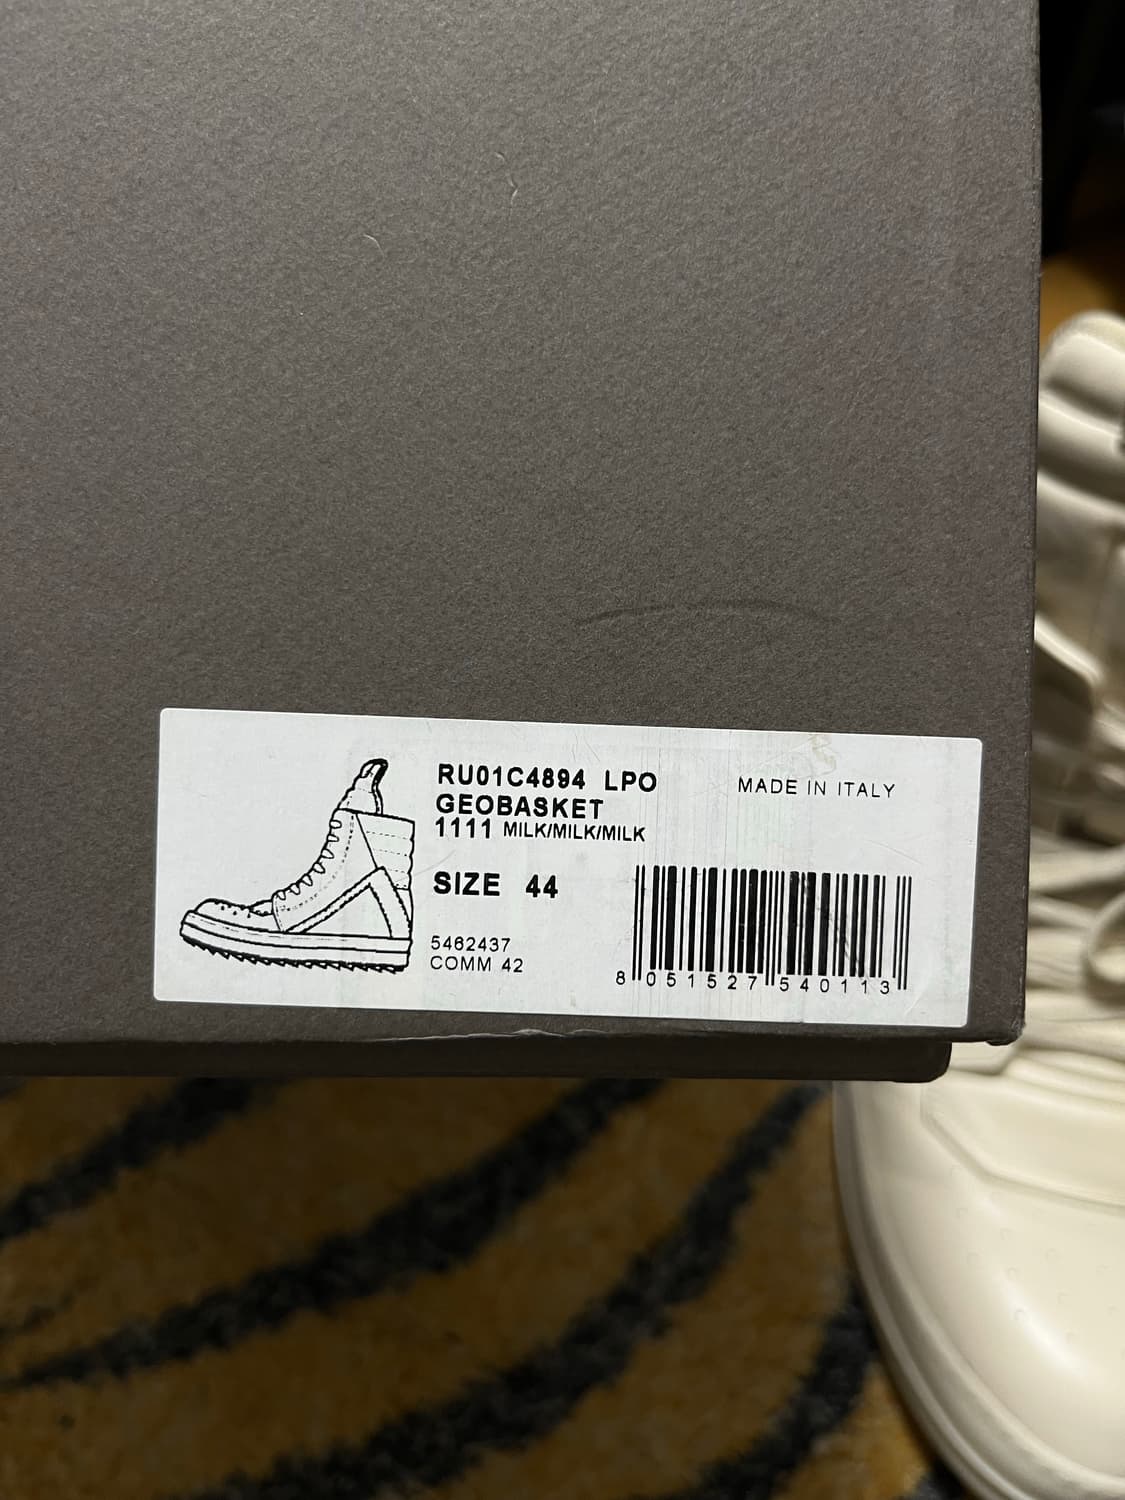 RU01C4894 LPO
MADE IN ITALY
GEOBASKET
1111 MILK/MILK/MILK
SIZE 44
5462437
COMM 42
8 051527 540113